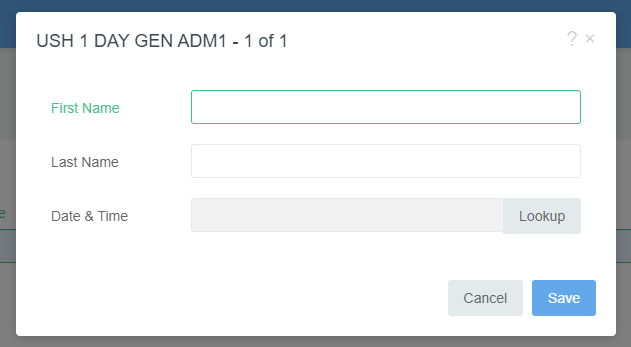 USH 1 DAY GEN ADM1 - 1 of 1
? ×
First Name
Last Name
Date & Time
Lookup
e
Cancel
Save